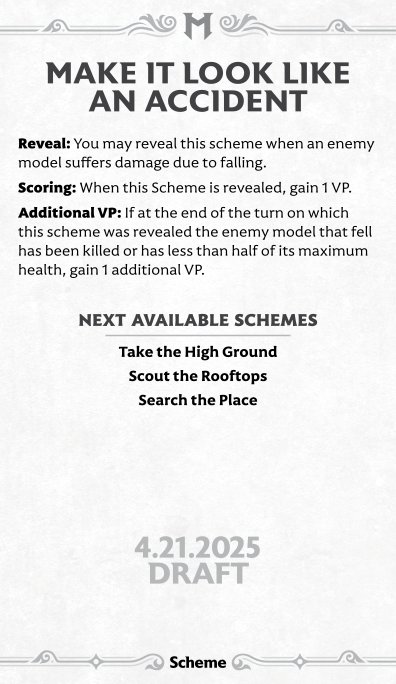 M
MAKE IT LOOK LIKE
AN ACCIDENT
Reveal: You may reveal this scheme when an enemy
model suffers damage due to falling.
Scoring: When this Scheme is revealed, gain 1 VP.
Additional VP: If at the end of the turn on which
this scheme was revealed the enemy model that fell
has been killed or has less than half of its maximum
health, gain 1 additional VP.
NEXT AVAILABLE SCHEMES
Take the High Ground
Scout the Rooftops
Search the Place
4.21.2025
DRAFT
Scheme